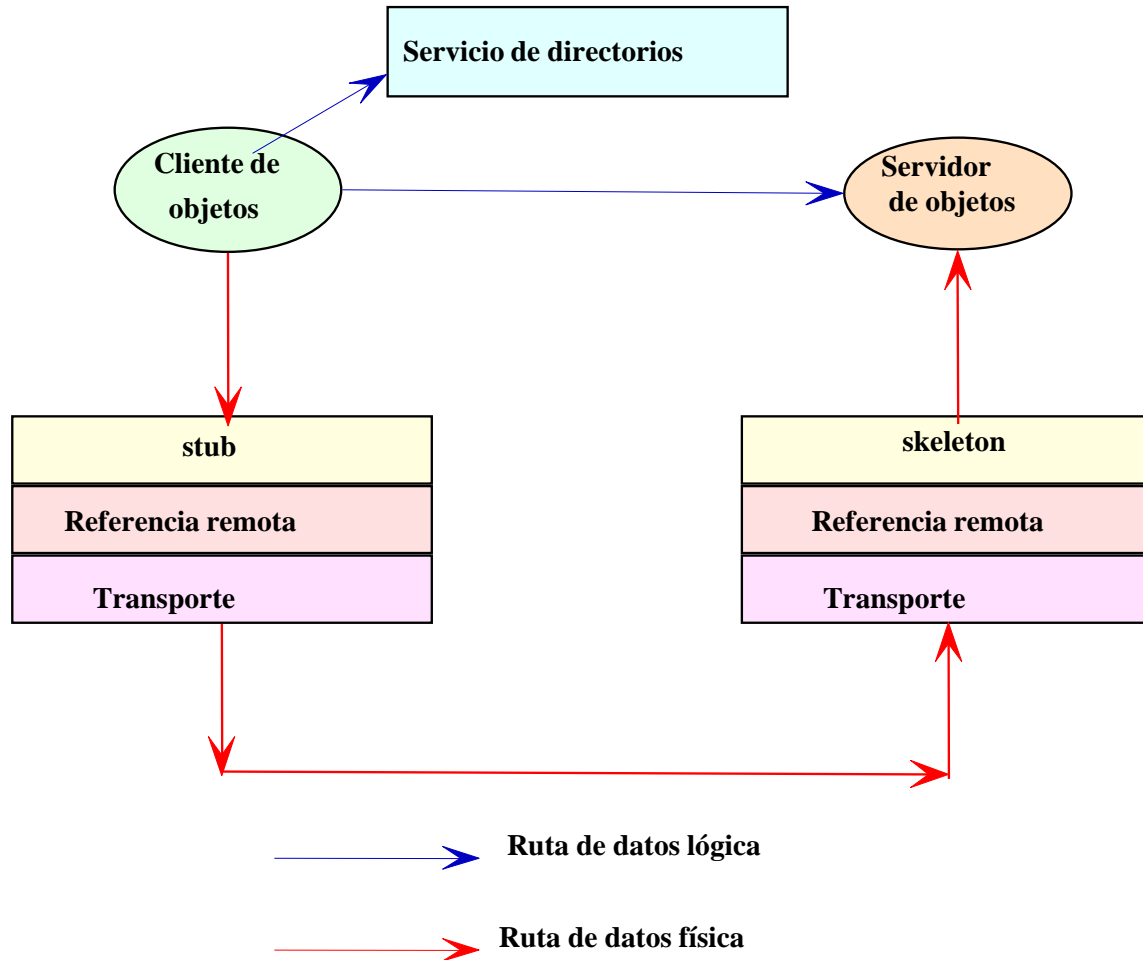 Servicio de directorios
Cliente de
objetos
Servidor
de objetos
stub
Referencia remota
Transporte
skeleton
Referencia remota
Transporte
Ruta de datos lógica
Ruta de datos física